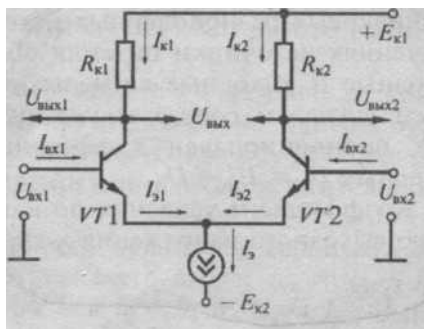 I к1 I к2 + E к1
R к1 R к2
U вых1 U вых U вых2
I вх1 I вх2
U вх1 I э1 I э2 U вх2
VT1 VT2
I э
− E к2